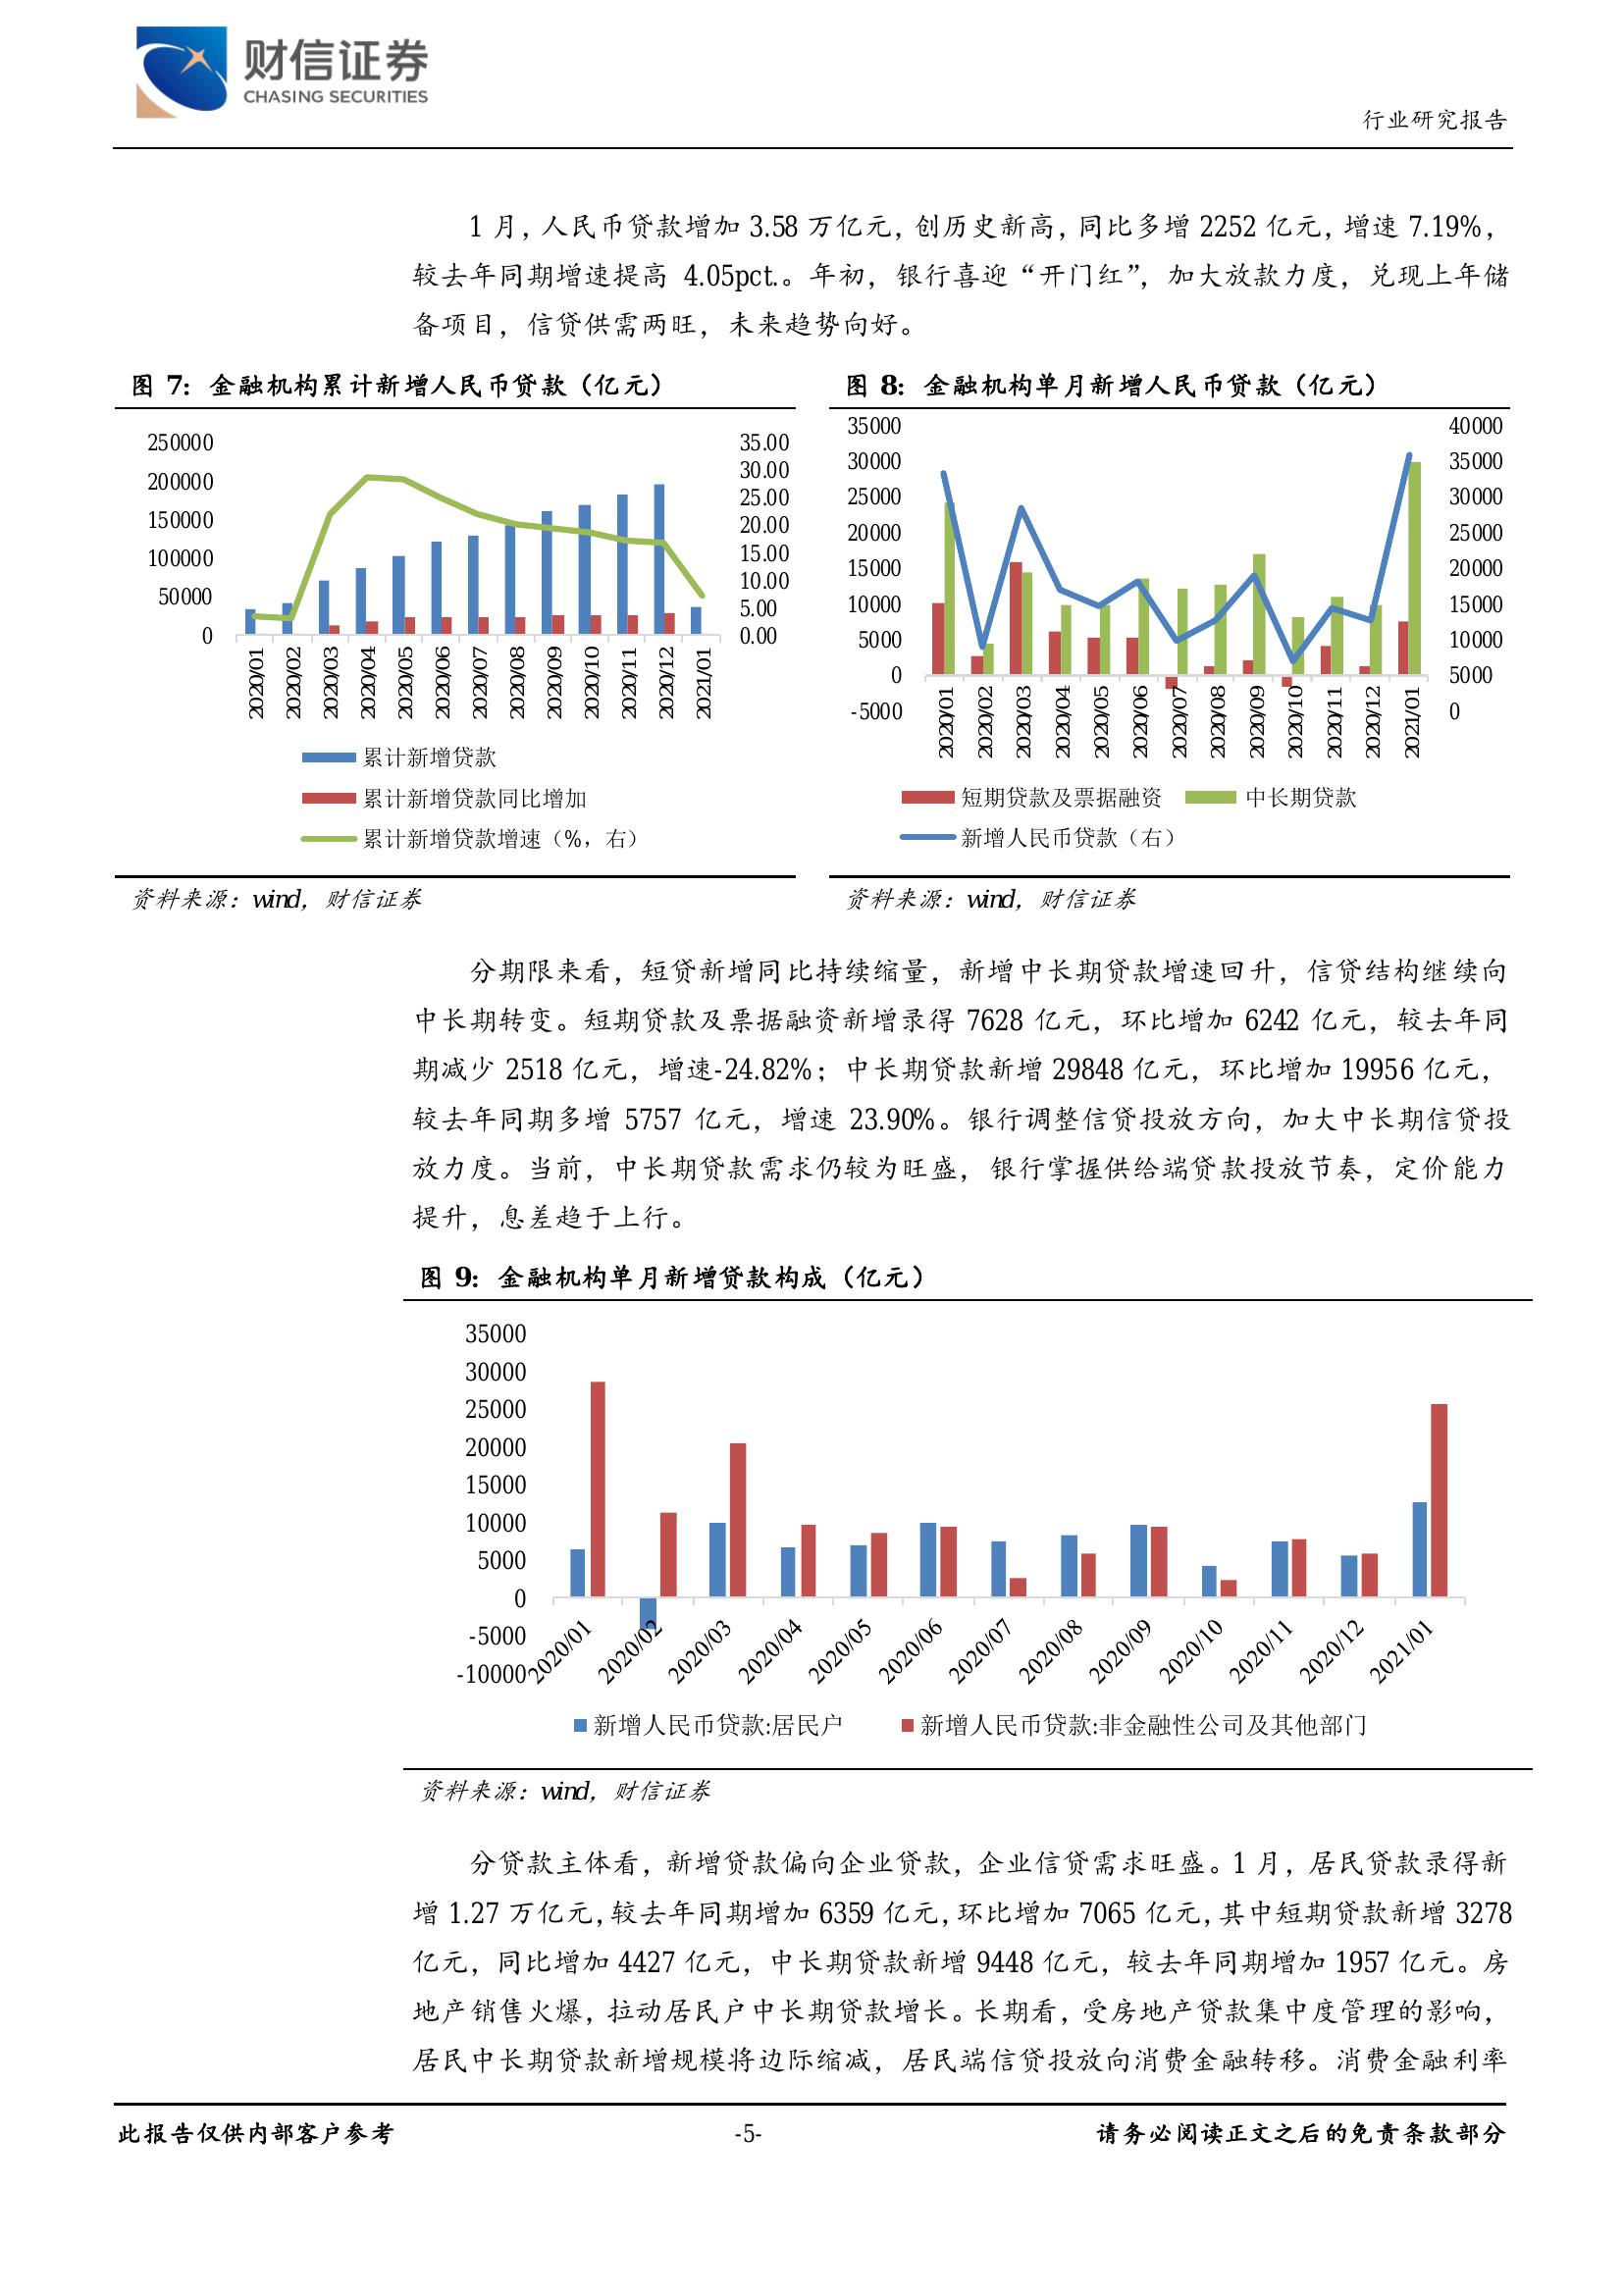 财信证券
CHASING SECURITIES
行业研究报告
1 月，人民币贷款增加 3.58 万亿元，创历史新高，同比多增 2252 亿元，增速 7.19%，
较去年同期增速提高 4.05pct.。年初，银行喜迎“开门红”，加大放款力度，兑现上年储
备项目，信贷供需两旺，未来趋势向好。
图 7：金融机构累计新增人民币贷款（亿元）
250000
200000
150000
100000
50000
0
35.00
30.00
25.00
20.00
15.00
10.00
5.00
0.00
2020/01
2020/02
2020/03
2020/04
2020/05
2020/06
2020/07
2020/08
2020/09
2020/10
2020/11
2020/12
2021/01
累计新增贷款
累计新增贷款同比增加
累计新增贷款增速（%，右）
资料来源：wind，财信证券
图 8：金融机构单月新增人民币贷款（亿元）
35000
30000
25000
20000
15000
10000
5000
0
-5000
40000
35000
30000
25000
20000
15000
10000
5000
0
2020/01
2020/02
2020/03
2020/04
2020/05
2020/06
2020/07
2020/08
2020/09
2020/10
2020/11
2020/12
2021/01
短期贷款及票据融资 中长期贷款
新增人民币贷款（右）
资料来源：wind，财信证券
分期限来看，短贷新增同比持续缩量，新增中长期贷款增速回升，信贷结构继续向
中长期转变。短期贷款及票据融资新增录得 7628 亿元，环比增加 6242 亿元，较去年同
期减少 2518 亿元，增速-24.82%；中长期贷款新增 29848 亿元，环比增加 19956 亿元，
较去年同期多增 5757 亿元，增速 23.90%。银行调整信贷投放方向，加大中长期信贷投
放力度。当前，中长期贷款需求仍较为旺盛，银行掌握供给端贷款投放节奏，定价能力
提升，息差趋于上行。
图 9：金融机构单月新增贷款构成（亿元）
35000
30000
25000
20000
15000
10000
5000
0
-5000
-10000
2020/01
2020/02
2020/03
2020/04
2020/05
2020/06
2020/07
2020/08
2020/09
2020/10
2020/11
2020/12
2021/01
新增人民币贷款:居民户 新增人民币贷款:非金融性公司及其他部门
资料来源：wind，财信证券
分贷款主体看，新增贷款偏向企业贷款，企业信贷需求旺盛。1 月，居民贷款录得新
增 1.27 万亿元，较去年同期增加 6359 亿元，环比增加 7065 亿元，其中短期贷款新增 3278
亿元，同比增加 4427 亿元，中长期贷款新增 9448 亿元，较去年同期增加 1957 亿元。房
地产销售火爆，拉动居民户中长期贷款增长。长期看，受房地产贷款集中度管理的影响，
居民中长期贷款新增规模将边际缩减，居民端信贷投放向消费金融转移。消费金融利率
此报告仅供内部客户参考
-5-
请务必阅读正文之后的免责条款部分